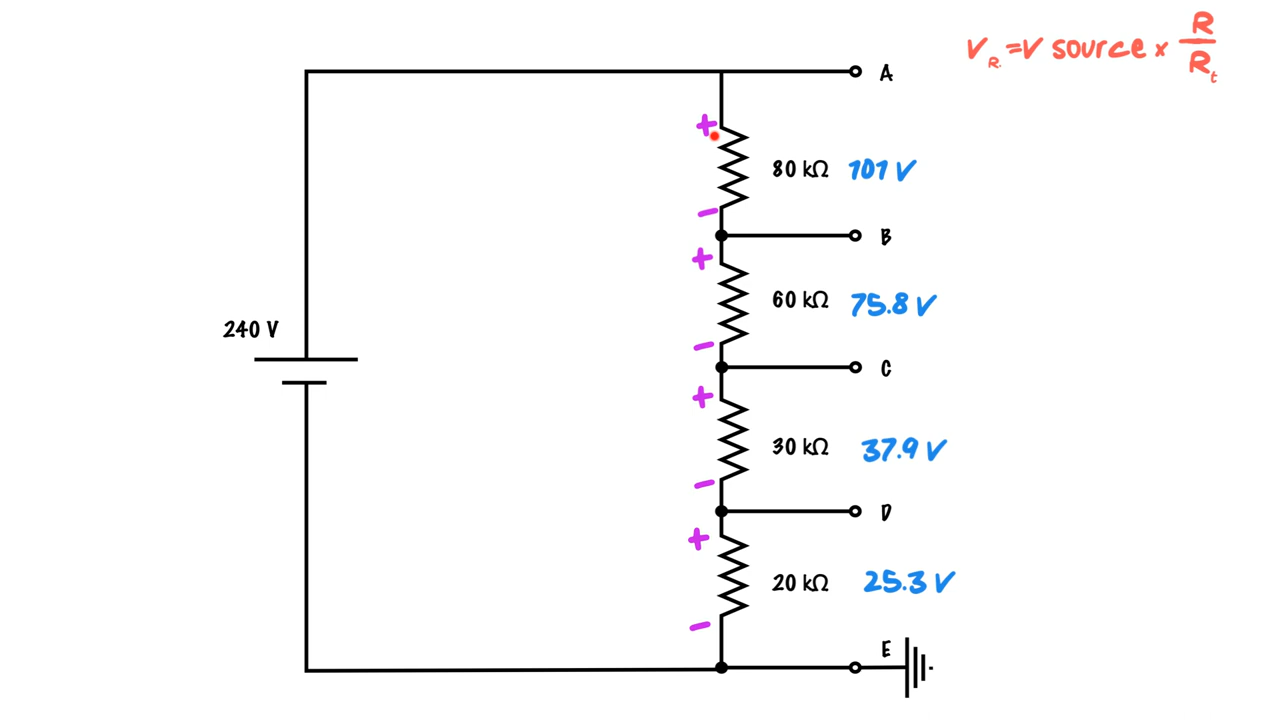 V_R. = V source × R/R_t
A
+
80 kΩ 101 V
−
B
+
60 kΩ 75.8 V
240 V
−
C
+
30 kΩ 37.9 V
−
D
+
20 kΩ 25.3 V
−
E